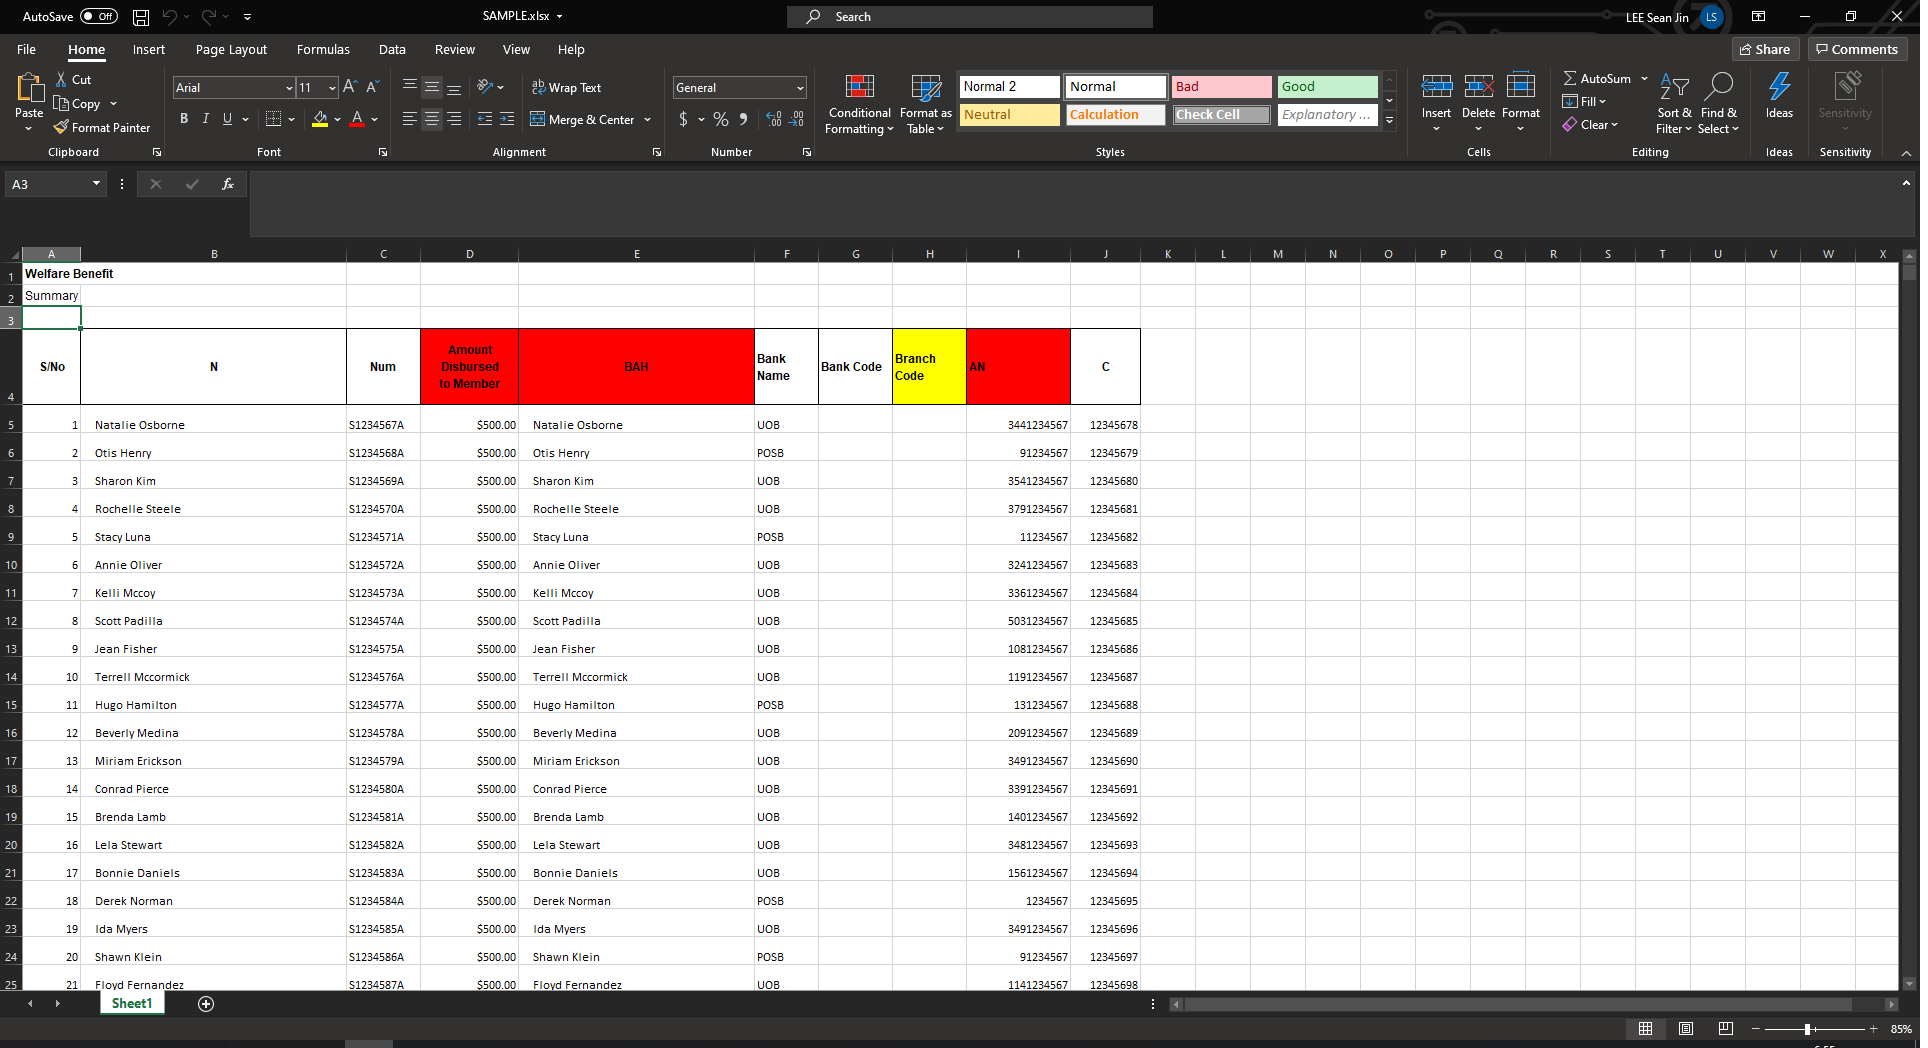 AutoSave Off SAMPLE.xlsx Search LEE Sean Jin LS
File Home Insert Page Layout Formulas Data Review View Help Share Comments
Paste Cut Copy Format Painter Clipboard
Arial 11 B I U A Font
Wrap Text Merge & Center Alignment
General $ % Number
Conditional Formatting Format as Table
Normal 2 Normal Bad Good
Neutral Calculation Check Cell Explanatory ...
Styles
Insert Delete Format Cells
AutoSum Fill Clear Sort & Filter Find & Select Editing
Ideas Ideas
Sensitivity Sensitivity
A3 fx
A B C D E F G H I J K L M N O P Q R S T U V W X
1 Welfare Benefit
2 Summary
3
4 S/No N Num Amount Disbursed to Member BAH Bank Name Bank Code Branch Code AN C
5 1 Natalie Osborne S1234567A $500.00 Natalie Osborne UOB 3441234567 12345678
6 2 Otis Henry S1234568A $500.00 Otis Henry POSB 91234567 12345679
7 3 Sharon Kim S1234569A $500.00 Sharon Kim UOB 3541234567 12345680
8 4 Rochelle Steele S1234570A $500.00 Rochelle Steele UOB 3791234567 12345681
9 5 Stacy Luna S1234571A $500.00 Stacy Luna POSB 11234567 12345682
10 6 Annie Oliver S1234572A $500.00 Annie Oliver UOB 3241234567 12345683
11 7 Kelli Mccoy S1234573A $500.00 Kelli Mccoy UOB 3361234567 12345684
12 8 Scott Padilla S1234574A $500.00 Scott Padilla UOB 5031234567 12345685
13 9 Jean Fisher S1234575A $500.00 Jean Fisher UOB 1081234567 12345686
14 10 Terrell Mccormick S1234576A $500.00 Terrell Mccormick UOB 1191234567 12345687
15 11 Hugo Hamilton S1234577A $500.00 Hugo Hamilton POSB 131234567 12345688
16 12 Beverly Medina S1234578A $500.00 Beverly Medina UOB 2091234567 12345689
17 13 Miriam Erickson S1234579A $500.00 Miriam Erickson UOB 3491234567 12345690
18 14 Conrad Pierce S1234580A $500.00 Conrad Pierce UOB 3391234567 12345691
19 15 Brenda Lamb S1234581A $500.00 Brenda Lamb UOB 1401234567 12345692
20 16 Lela Stewart S1234582A $500.00 Lela Stewart UOB 3481234567 12345693
21 17 Bonnie Daniels S1234583A $500.00 Bonnie Daniels UOB 1561234567 12345694
22 18 Derek Norman S1234584A $500.00 Derek Norman POSB 1234567 12345695
23 19 Ida Myers S1234585A $500.00 Ida Myers UOB 3491234567 12345696
24 20 Shawn Klein S1234586A $500.00 Shawn Klein POSB 91234567 12345697
25 21 Floyd Fernandez S1234587A $500.00 Floyd Fernandez UOB 1141234567 12345698
Sheet1
85%